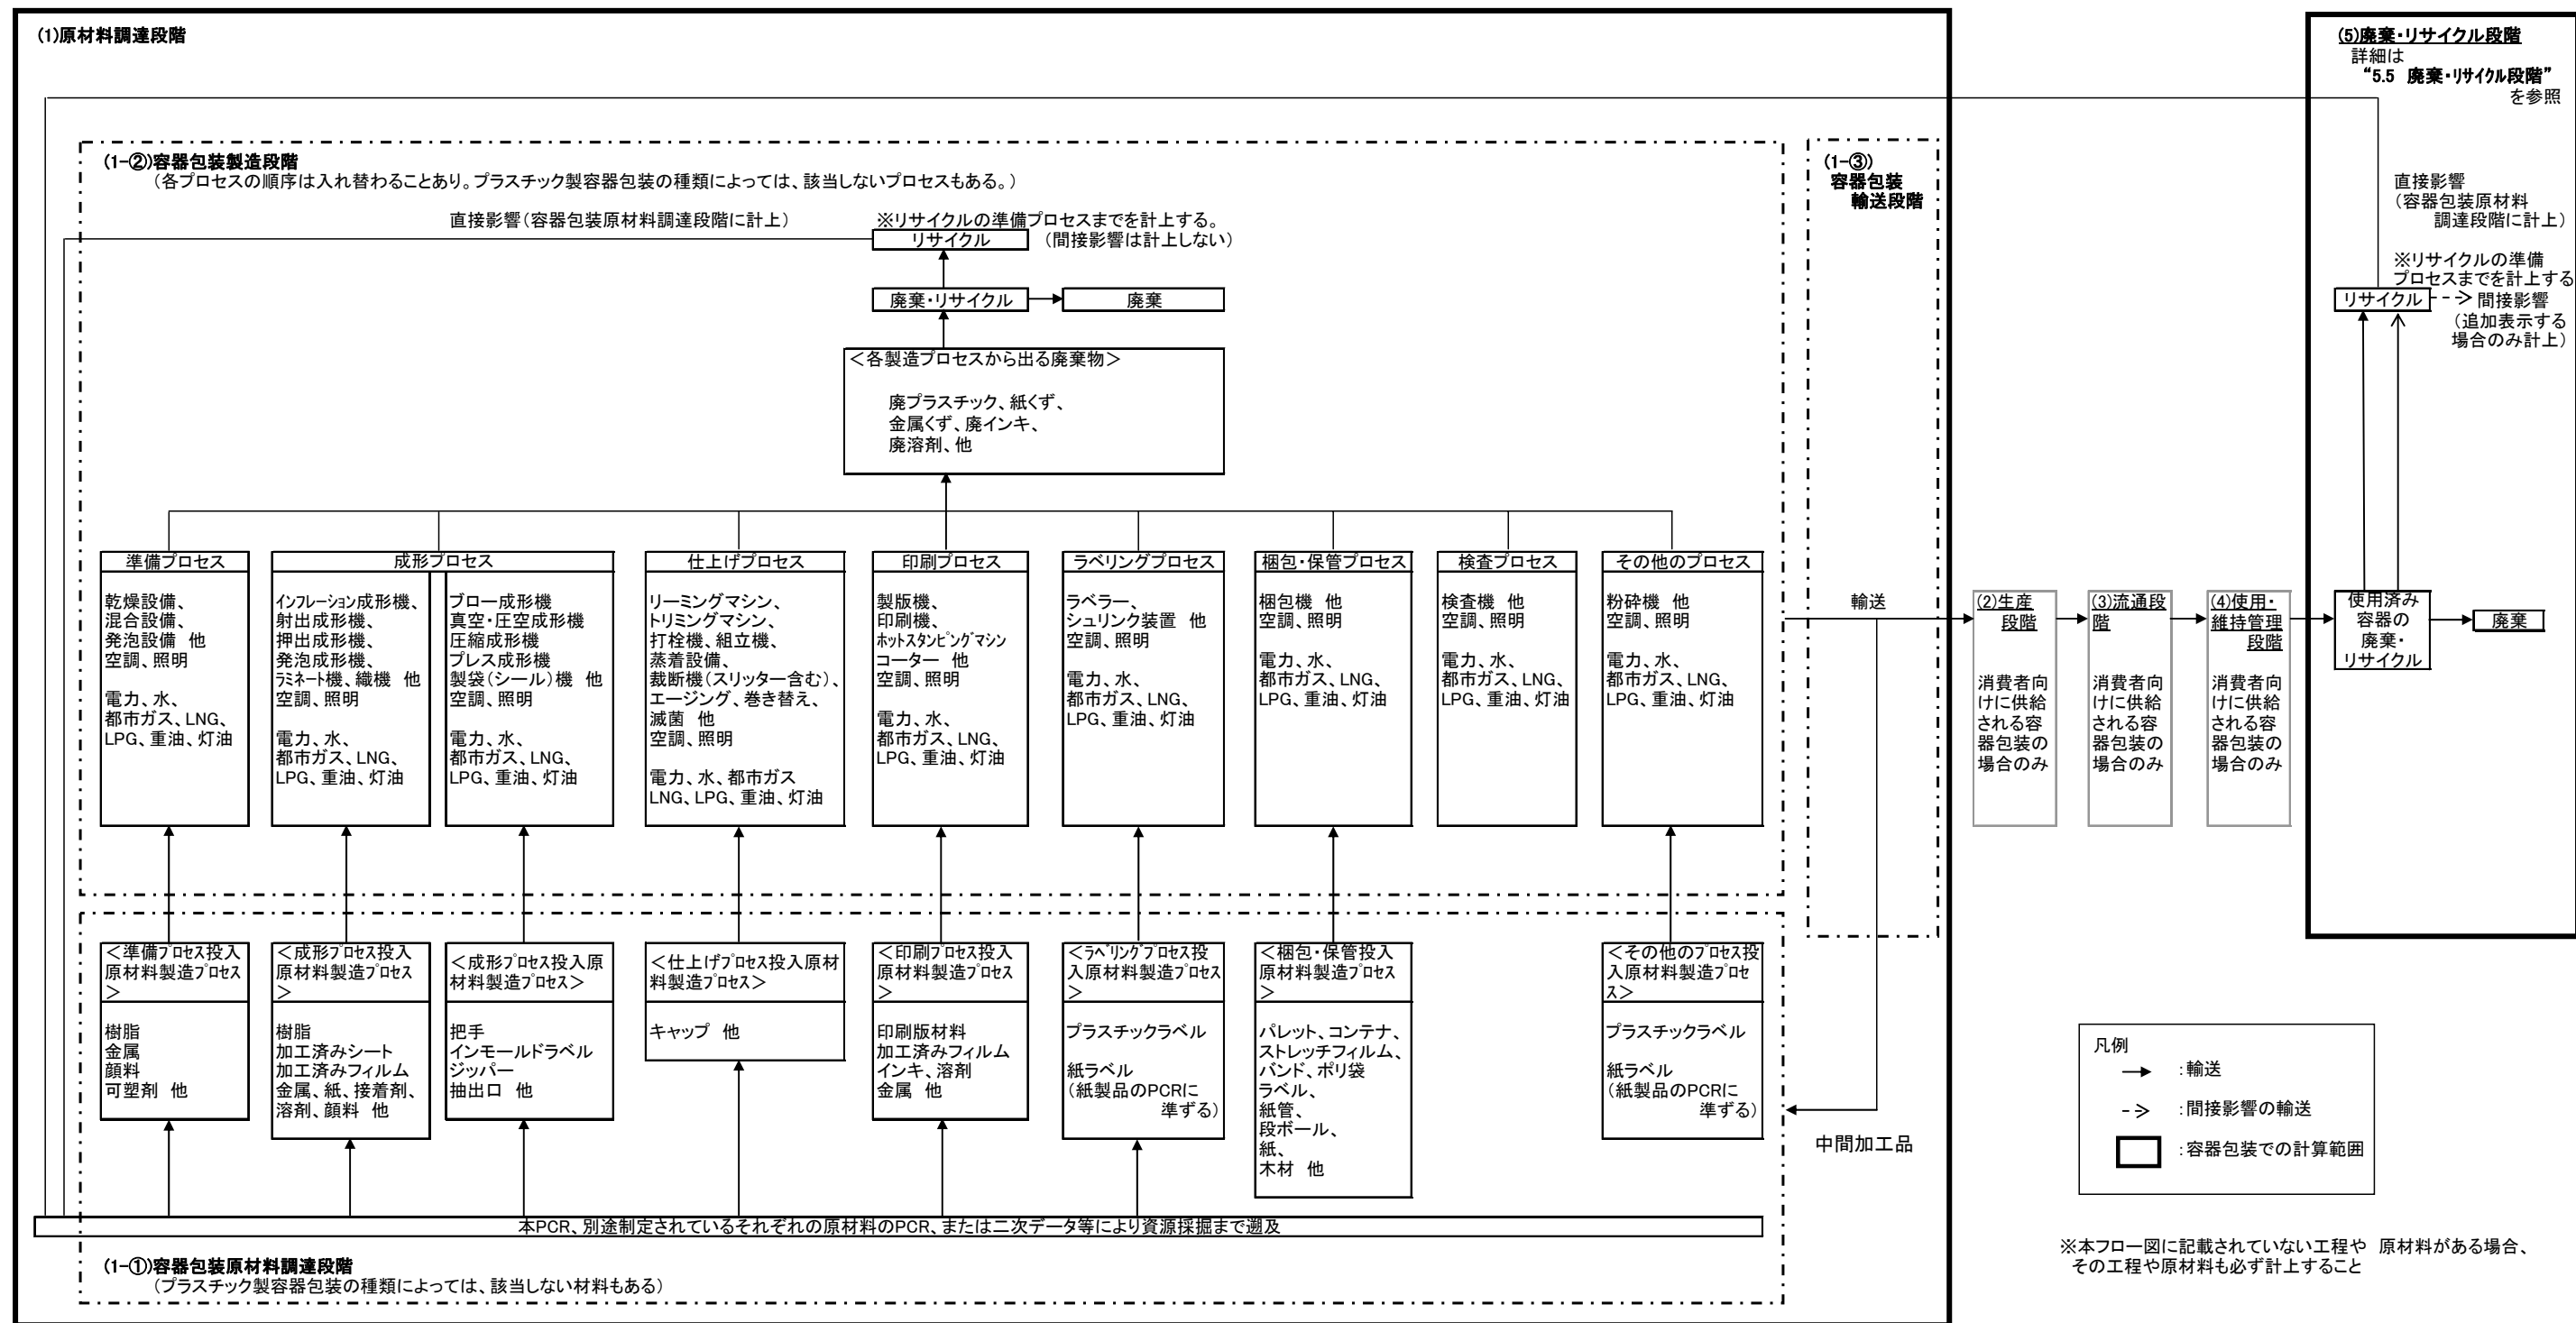 (1)原材料調達段階
(1-②)容器包装製造段階
（各プロセスの順序は入れ替わることあり。プラスチック製容器包装の種類によっては、該当しないプロセスもある。）
直接影響（容器包装原材料調達段階に計上）
※リサイクルの準備プロセスまでを計上する。
（間接影響は計上しない）
リサイクル
廃棄・リサイクル
廃棄
＜各製造プロセスから出る廃棄物＞
廃プラスチック、紙くず、
金属くず、廃インキ、
廃溶剤、他
準備プロセス
乾燥設備、
混合設備、
発泡設備 他
空調、照明
電力、水、
都市ガス、LNG、
LPG、重油、灯油
成形プロセス
インフレーション成形機、
射出成形機、
押出成形機、
発泡成形機、
ラミネート機、織機 他
空調、照明
電力、水、
都市ガス、LNG、
LPG、重油、灯油
ブロー成形機
真空・圧空成形機
圧縮成形機
プレス成形機
製袋（シール）機 他
空調、照明
電力、水、
都市ガス、LNG、
LPG、重油、灯油
仕上げプロセス
リーミングマシン、
トリミングマシン、
打栓機、組立機、
蒸着設備、
裁断機（スリッター含む）、
エージング、巻き替え、
滅菌 他
空調、照明
電力、水、都市ガス
LNG、LPG、重油、灯油
印刷プロセス
製版機、
印刷機、
ホットスタンピングマシン
コーター 他
空調、照明
電力、水、
都市ガス、LNG、
LPG、重油、灯油
ラベリングプロセス
ラベラー、
シュリンク装置 他
空調、照明
電力、水、
都市ガス、LNG、
LPG、重油、灯油
梱包・保管プロセス
梱包機 他
空調、照明
電力、水、
都市ガス、LNG、
LPG、重油、灯油
検査プロセス
検査機 他
空調、照明
電力、水、
都市ガス、LNG、
LPG、重油、灯油
その他のプロセス
粉砕機 他
空調、照明
電力、水、
都市ガス、LNG、
LPG、重油、灯油
＜準備プロセス投入
原材料製造プロセス
＞
樹脂
金属
顔料
可塑剤 他
＜成形プロセス投入
原材料製造プロセス
＞
樹脂
加工済みシート
加工済みフィルム
金属、紙、接着剤、
溶剤、顔料 他
＜成形プロセス投入原
材料製造プロセス＞
把手
インモールドラベル
ジッパー
抽出口 他
＜仕上げプロセス投入原材
料製造プロセス＞
キャップ 他
＜印刷プロセス投入
原材料製造プロセス
＞
印刷版材料
加工済みフィルム
インキ、溶剤
金属 他
＜ラベリングプロセス投
入原材料製造プロセス
＞
プラスチックラベル
紙ラベル
（紙製品のPCRに
準ずる）
＜梱包・保管投入
原材料製造プロセス
＞
パレット、コンテナ、
ストレッチフィルム、
バンド、ポリ袋
ラベル、
紙管、
段ボール、
紙、
木材 他
＜その他のプロセス投
入原材料製造プロセ
ス＞
プラスチックラベル
紙ラベル
（紙製品のPCRに
準ずる）
本PCR、別途制定されているそれぞれの原材料のPCR、または二次データ等により資源採掘まで遡及
(1-①)容器包装原材料調達段階
（プラスチック製容器包装の種類によっては、該当しない材料もある）
(1-③)
容器包装
輸送段階
輸送
中間加工品
(2)生産
段階
消費者向
けに供給
される容
器包装の
場合のみ
(3)流通段
階
消費者向
けに供給
される容
器包装の
場合のみ
(4)使用・
維持管理
段階
消費者向
けに供給
される容
器包装の
場合のみ
(5)廃棄・リサイクル段階
詳細は
“5.5 廃棄・リサイクル段階”
を参照
直接影響
（容器包装原材料
調達段階に計上）
※リサイクルの準備
プロセスまでを計上する
リサイクル
間接影響
（追加表示する
場合のみ計上）
使用済み
容器の
廃棄・
リサイクル
廃棄
凡例
：輸送
：間接影響の輸送
：容器包装での計算範囲
※本フロー図に記載されていない工程や 原材料がある場合、
その工程や原材料も必ず計上すること